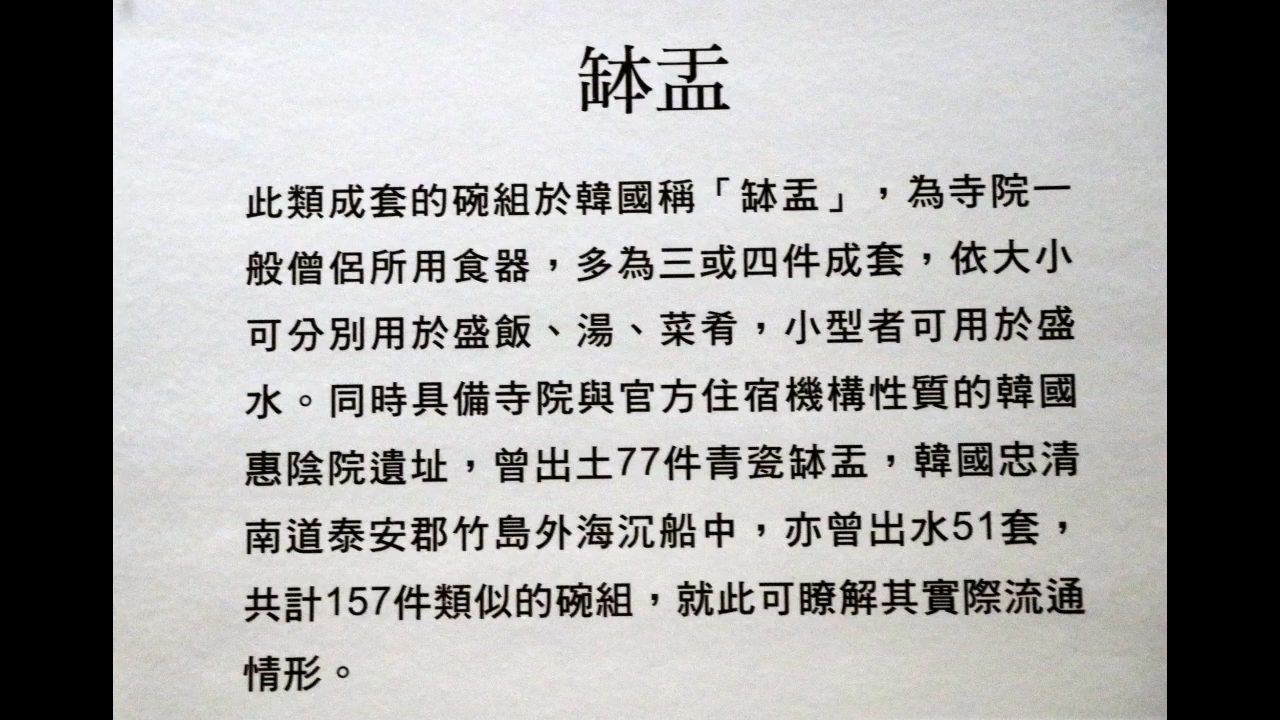 缽盂
此類成套的碗組於韓國稱「缽盂」，為寺院一
般僧侶所用食器，多為三或四件成套，依大小
可分別用於盛飯、湯、菜肴，小型者可用於盛
水。同時具備寺院與官方住宿機構性質的韓國
惠陰院遺址，曾出土77件青瓷缽盂，韓國忠清
南道泰安郡竹島外海沉船中，亦曾出水51套，
共計157件類似的碗組，就此可瞭解其實際流通
情形。